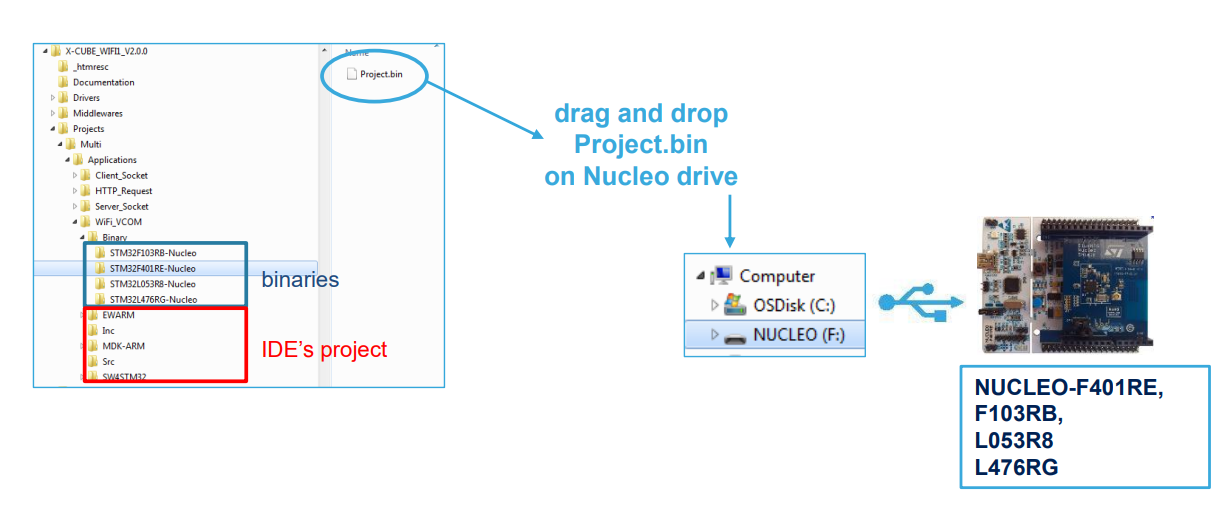 X-CUBE_WIFI1_V2.0.0
_htmresc
Documentation
Drivers
Middlewares
Projects
Multi
Applications
Client_Socket
HTTP_Request
Server_Socket
WiFi_VCOM
Binary
STM32F103RB-Nucleo
STM32F401RE-Nucleo
STM32L053R8-Nucleo
STM32L476RG-Nucleo
EWARM
Inc
MDK-ARM
Src
SW4STM32
binaries
IDE's project
Name
Project.bin
drag and drop
Project.bin
on Nucleo drive
Computer
OSDisk (C:)
NUCLEO (F:)
NUCLEO-F401RE,
F103RB,
L053R8
L476RG